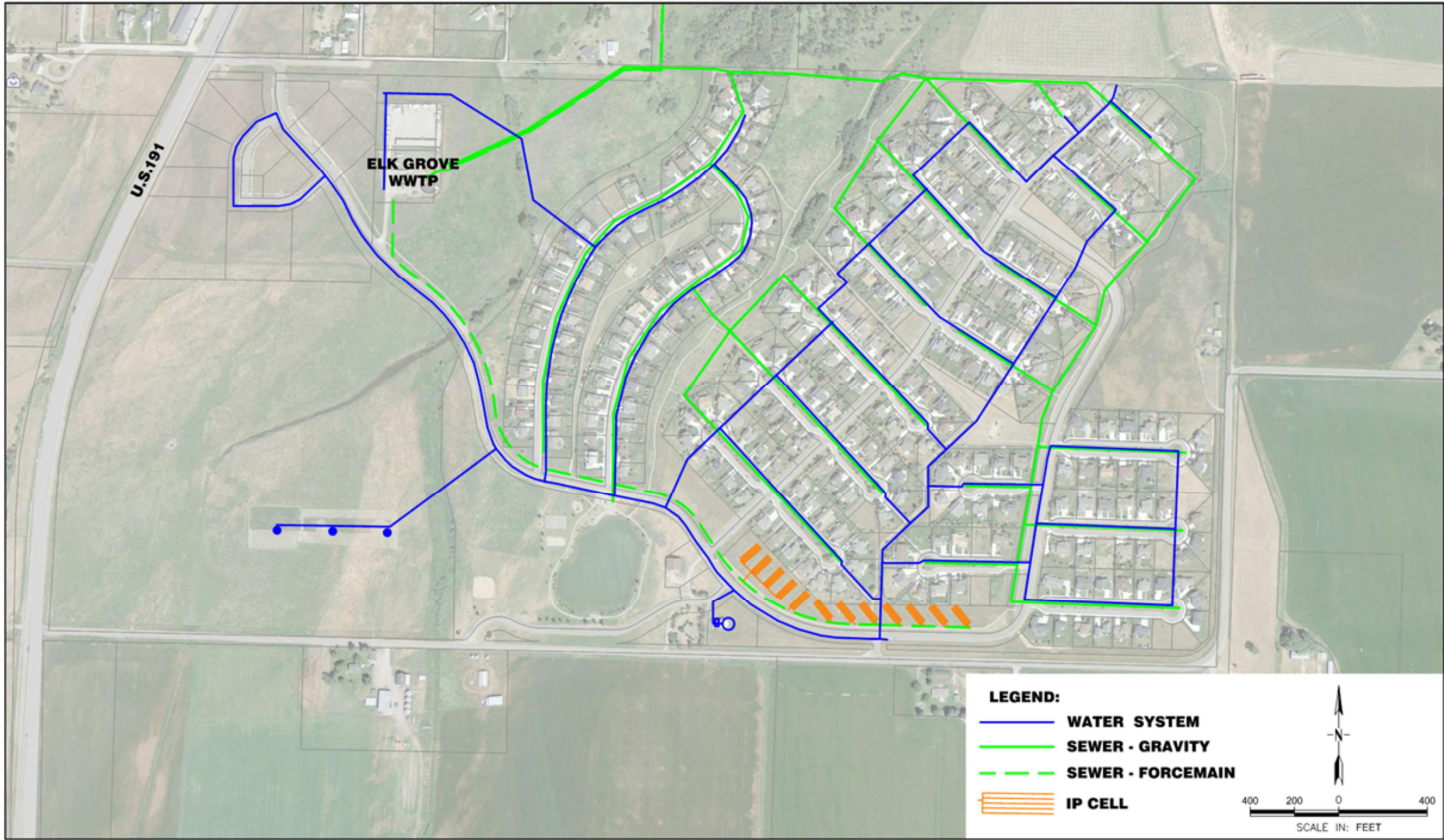 U.S.191
ELK GROVE
WWTP
LEGEND:
WATER SYSTEM
SEWER - GRAVITY
SEWER - FORCEMAIN
IP CELL
N
400 200 0 400
SCALE IN: FEET